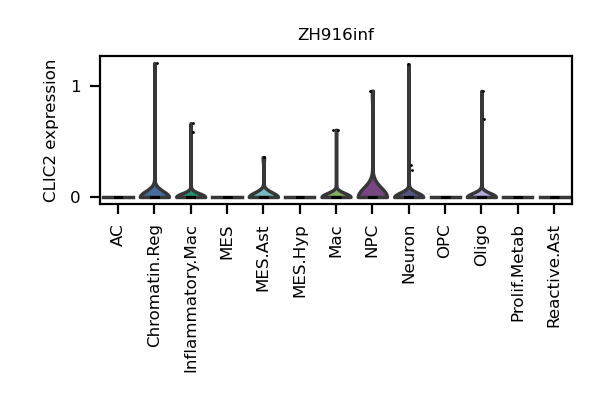 ZH916inf
CLIC2 expression
1
0
AC
Chromatin.Reg
Inflammatory.Mac
MES
MES.Ast
MES.Hyp
Mac
NPC
Neuron
OPC
Oligo
Prolif.Metab
Reactive.Ast